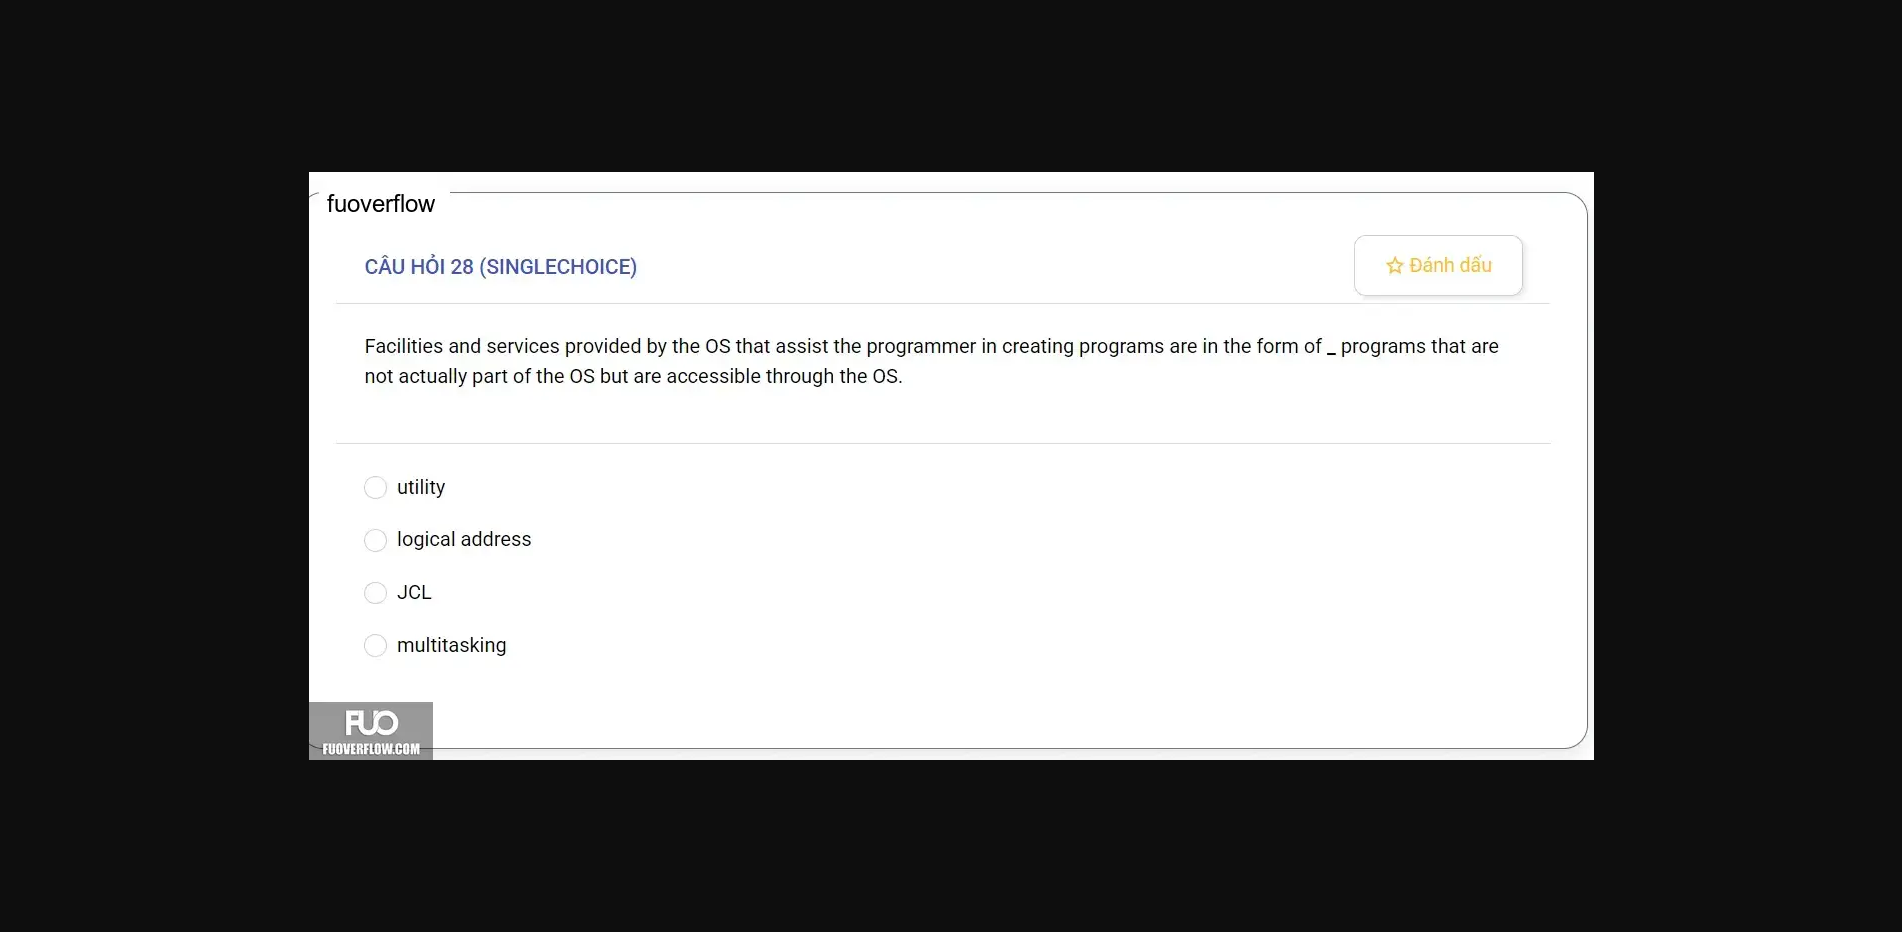 fuoverflow
CÂU HỎI 28 (SINGLECHOICE)
☆ Đánh dấu
Facilities and services provided by the OS that assist the programmer in creating programs are in the form of _ programs that are
not actually part of the OS but are accessible through the OS.
utility
logical address
JCL
multitasking
FUO
FUOVERFLOW.COM